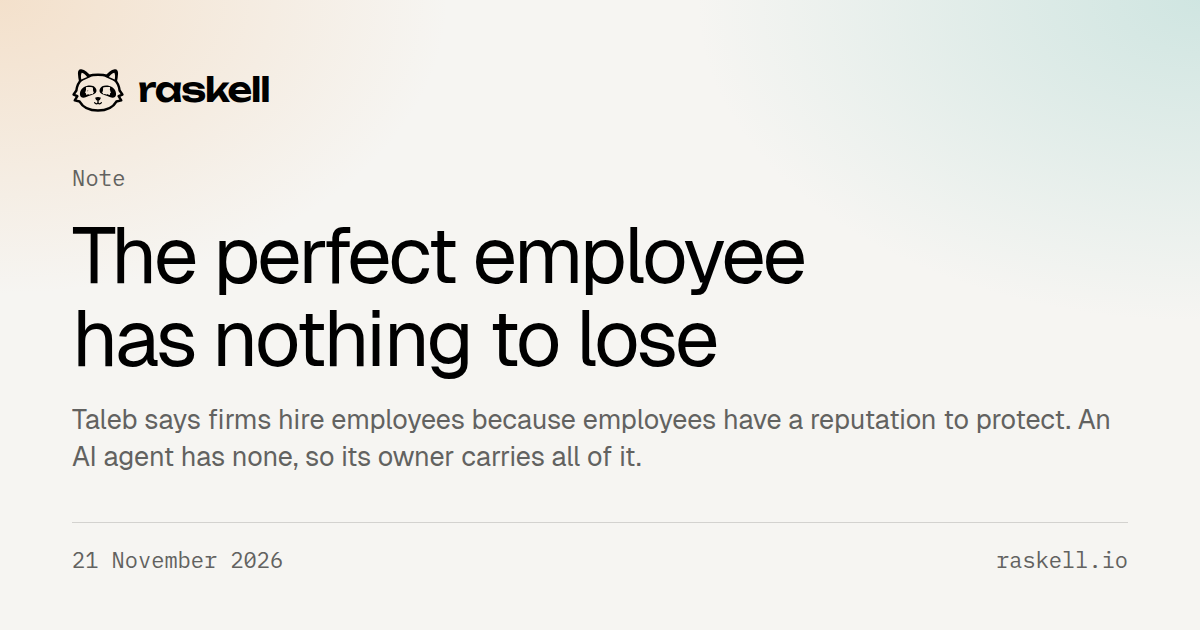 raskell
Note
The perfect employee
has nothing to lose
Taleb says firms hire employees because employees have a reputation to protect. An
AI agent has none, so its owner carries all of it.
21 November 2026
raskell.io